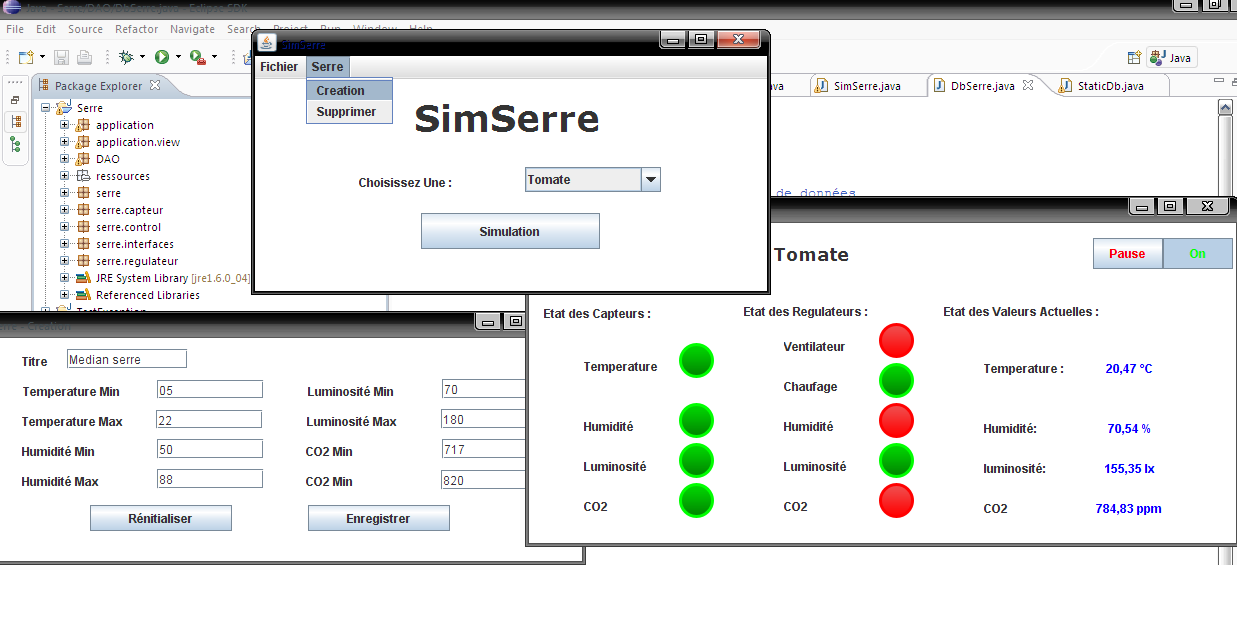 Java - Serre/DAO/DbSerre.java - Eclipse SDK
File Edit Source Refactor Navigate Search Project Run Window Help
Java
Package Explorer
Serre
application
application.view
DAO
ressources
serre
serre.capteur
serre.control
serre.interfaces
serre.regulateur
JRE System Library [jre1.6.0_04]
Referenced Libraries
TestException
SimSerre
Fichier Serre
Creation
Supprimer
SimSerre
Choisissez Une : Tomate
Simulation
ava SimSerre.java DbSerre.java StaticDb.java
de données
Serre - Creation
Titre Median serre
Temperature Min 05 Luminosité Min 70
Temperature Max 22 Luminosité Max 180
Humidité Min 50 CO2 Min 717
Humidité Max 88 CO2 Min 820
Rénitialiser Enregistrer
Tomate Pause On
Etat des Capteurs : Etat des Regulateurs : Etat des Valeurs Actuelles :
Ventilateur
Temperature Temperature : 20,47 °C
Chaufage
Humidité Humidité Humidité: 70,54 %
Luminosité Luminosité luminosité: 155,35 lx
CO2 CO2 CO2 784,83 ppm